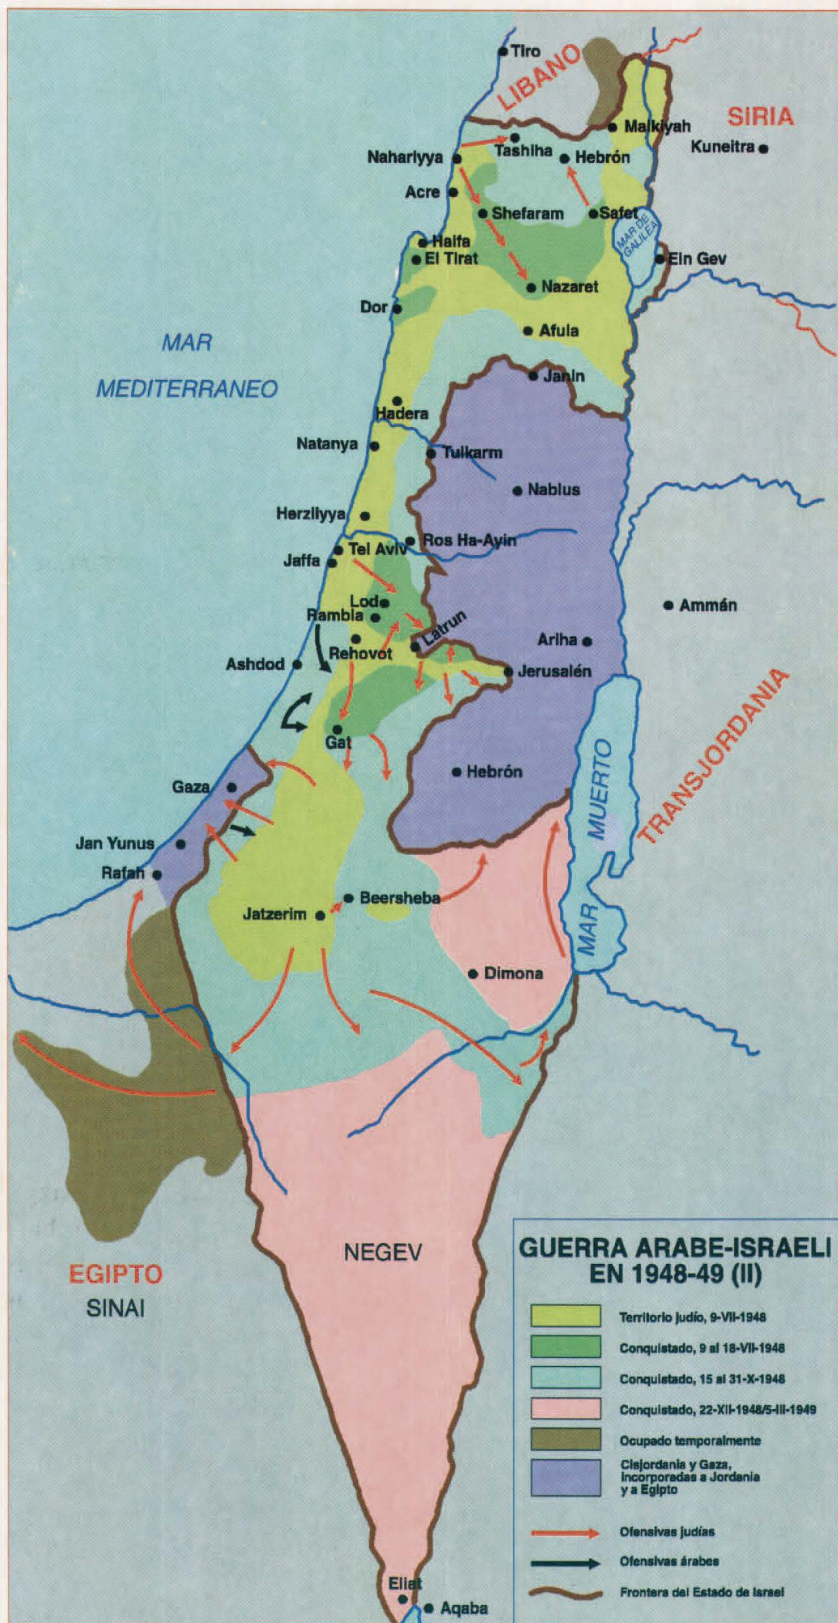 Tiro
LIBANO
SIRIA
Malkiyah
Kuneitra
Tashiha
Hebrón
Nahariyya
Acre
Shefaram
Safet
MAR DE
GALILEA
Haifa
El Tirat
Ein Gev
Nazaret
Dor
Afula
MAR
MEDITERRANEO
Janin
Hadera
Natanya
Tulkarm
Nablus
Herzliyya
Ros Ha-Ayin
Tel Aviv
Jaffa
Lod
Rambla
Ammán
Latrun
Rehovot
Ariha
Ashdod
Jerusalén
TRANSJORDANIA
Gat
Hebrón
Gaza
MAR MUERTO
Jan Yunus
Rafah
Beersheba
Jatzerim
Dimona
NEGEV
EGIPTO
SINAI
Eliat
Aqaba
GUERRA ARABE-ISRAELI
EN 1948-49 (II)
Territorio judío, 9-VII-1948
Conquistado, 9 al 18-VII-1948
Conquistado, 15 al 31-X-1948
Conquistado, 22-XII-1948/5-III-1949
Ocupado temporalmente
Cisjordania y Gaza,
incorporadas a Jordania
y a Egipto
Ofensivas judías
Ofensivas árabes
Frontera del Estado de Israel